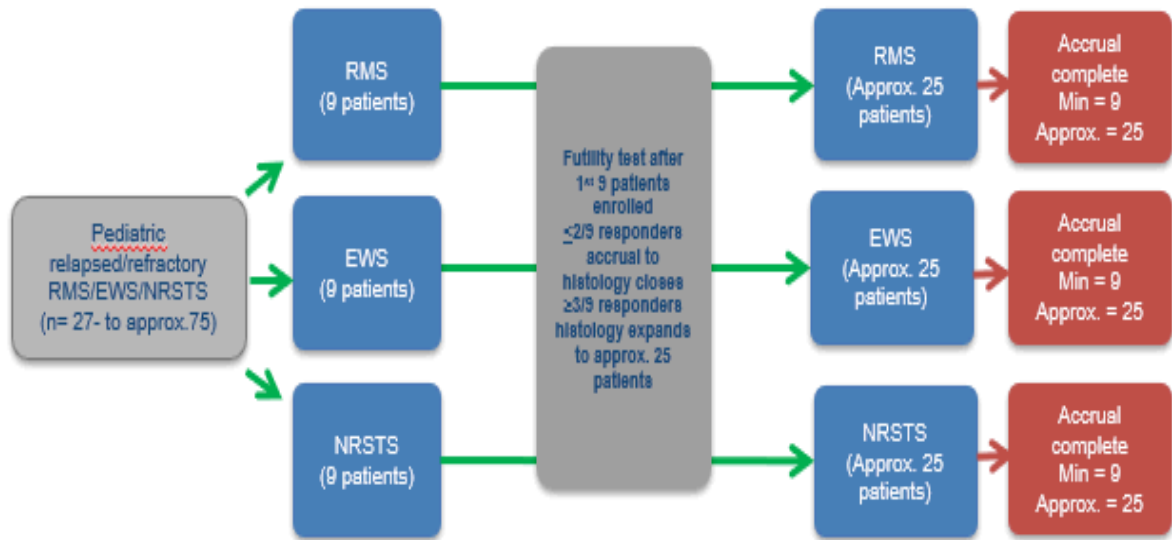 Pediatric
relapsed/refractory
RMS/EWS/NRSTS
(n= 27- to approx.75)
RMS
(9 patients)
EWS
(9 patients)
NRSTS
(9 patients)
Futility test after
1st 9 patients
enrolled
≤2/9 responders
accrual to
histology closes
≥3/9 responders
histology expands
to approx. 25
patients
RMS
(Approx. 25
patients)
EWS
(Approx. 25
patients)
NRSTS
(Approx. 25
patients)
Accrual
complete
Min = 9
Approx. = 25
Accrual
complete
Min = 9
Approx. = 25
Accrual
complete
Min = 9
Approx. = 25